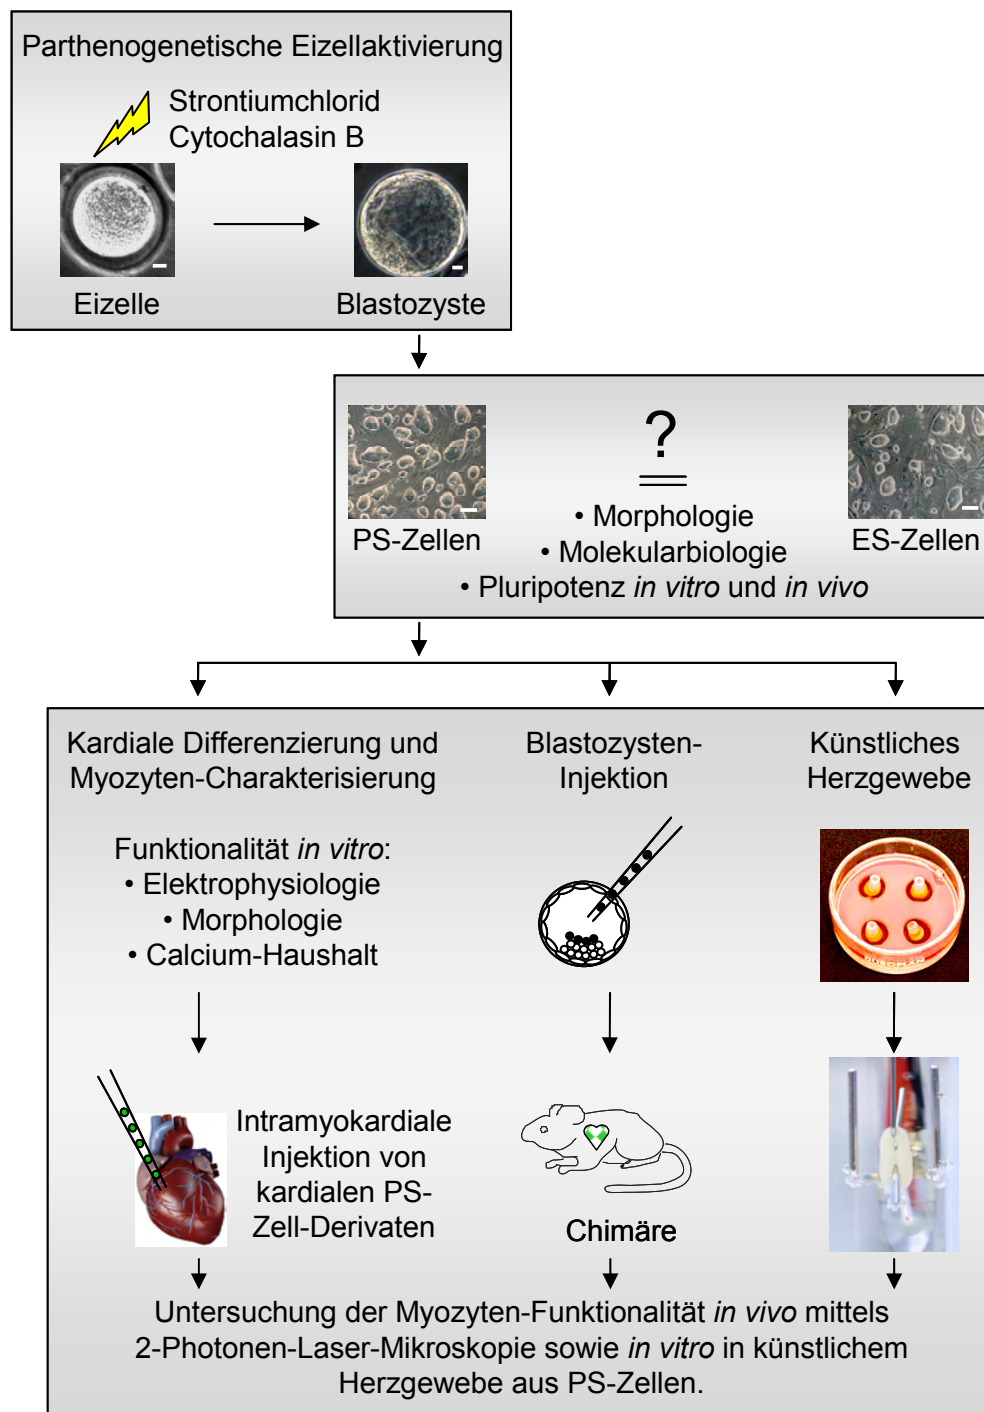 Parthenogenetische Eizellaktivierung
Strontiumchlorid
Cytochalasin B
Eizelle
Blastozyste
?
PS-Zellen
ES-Zellen
• Morphologie
• Molekularbiologie
• Pluripotenz in vitro und in vivo
Kardiale Differenzierung und
Myozyten-Charakterisierung
Funktionalität in vitro:
• Elektrophysiologie
• Morphologie
• Calcium-Haushalt
Intramyokardiale
Injektion von
kardialen PS-
Zell-Derivaten
Blastozysten-
Injektion
Chimäre
Künstliches
Herzgewebe
Untersuchung der Myozyten-Funktionalität in vivo mittels
2-Photonen-Laser-Mikroskopie sowie in vitro in künstlichem
Herzgewebe aus PS-Zellen.